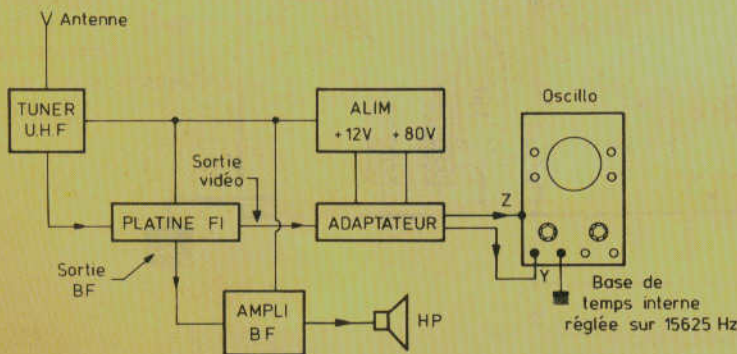 Antenne
TUNER
U.H.F
ALIM
+12V +80V
Oscillo
Sortie
vidéo
Z
PLATINE FI
ADAPTATEUR
Sortie
BF
Y
AMPLI
BF
HP
Base de
temps interne
réglée sur 15625 Hz